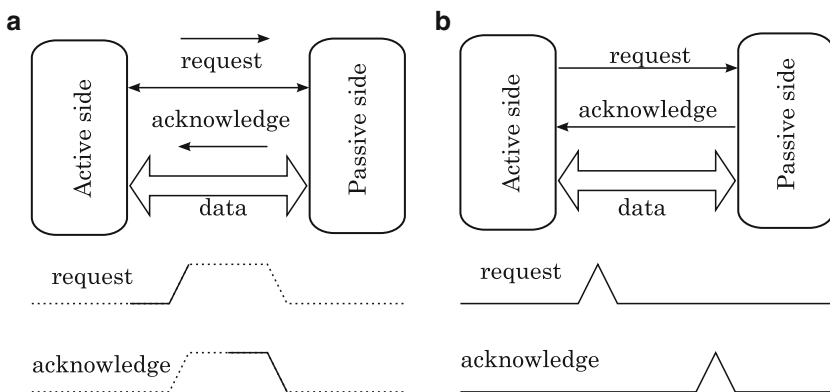 a
request
acknowledge
Active side
Passive side
data
request
acknowledge
b
request
acknowledge
Active side
Passive side
data
request
acknowledge